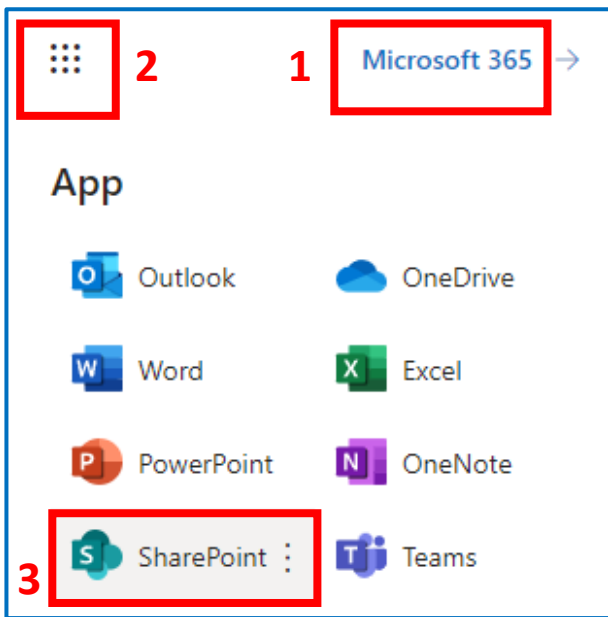 2 1 Microsoft 365 →
App
Outlook OneDrive
Word Excel
PowerPoint OneNote
3 SharePoint Teams